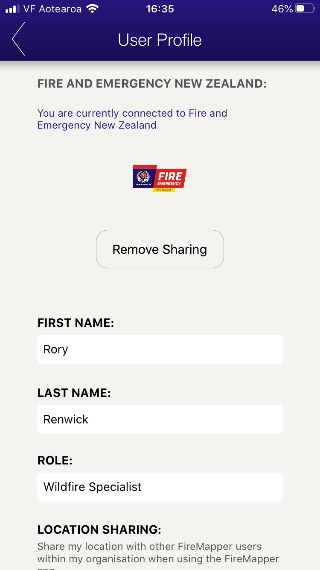 VF Aotearoa 16:35 46%
User Profile
FIRE AND EMERGENCY NEW ZEALAND:
You are currently connected to Fire and
Emergency New Zealand
FIRE
EMERGENCY
Remove Sharing
FIRST NAME:
Rory
LAST NAME:
Renwick
ROLE:
Wildfire Specialist
LOCATION SHARING:
Share my location with other FireMapper users
within my organisation when using the FireMapper